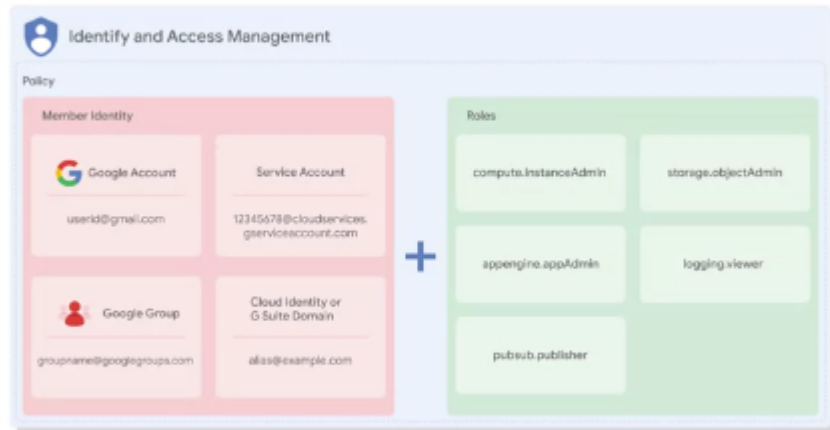 Identify and Access Management
Policy
Member Identity
Google Account
userid@gmail.com
Service Account
12345678@cloudservices.
gserviceaccount.com
Google Group
groupname@googlegroups.com
Cloud Identity or
G Suite Domain
alias@example.com
+
Roles
compute.instanceAdmin
storage.objectAdmin
appengine.appAdmin
logging.viewer
pubsub.publisher